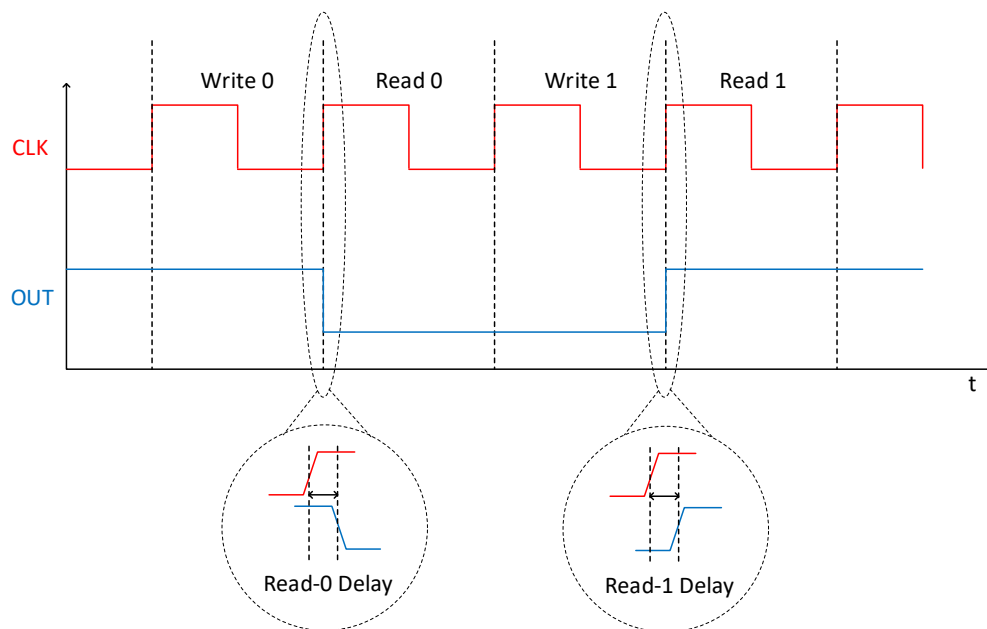 Write 0
Read 0
Write 1
Read 1
CLK
OUT
t
Read-0 Delay
Read-1 Delay